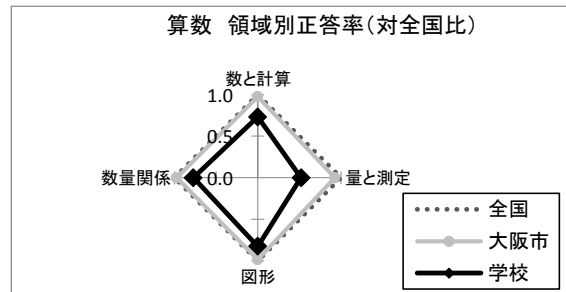 算数 領域別正答率(対全国比)
数と計算
1.0
0.5
数量関係
0.0
量と測定
図形
全国
大阪市
学校